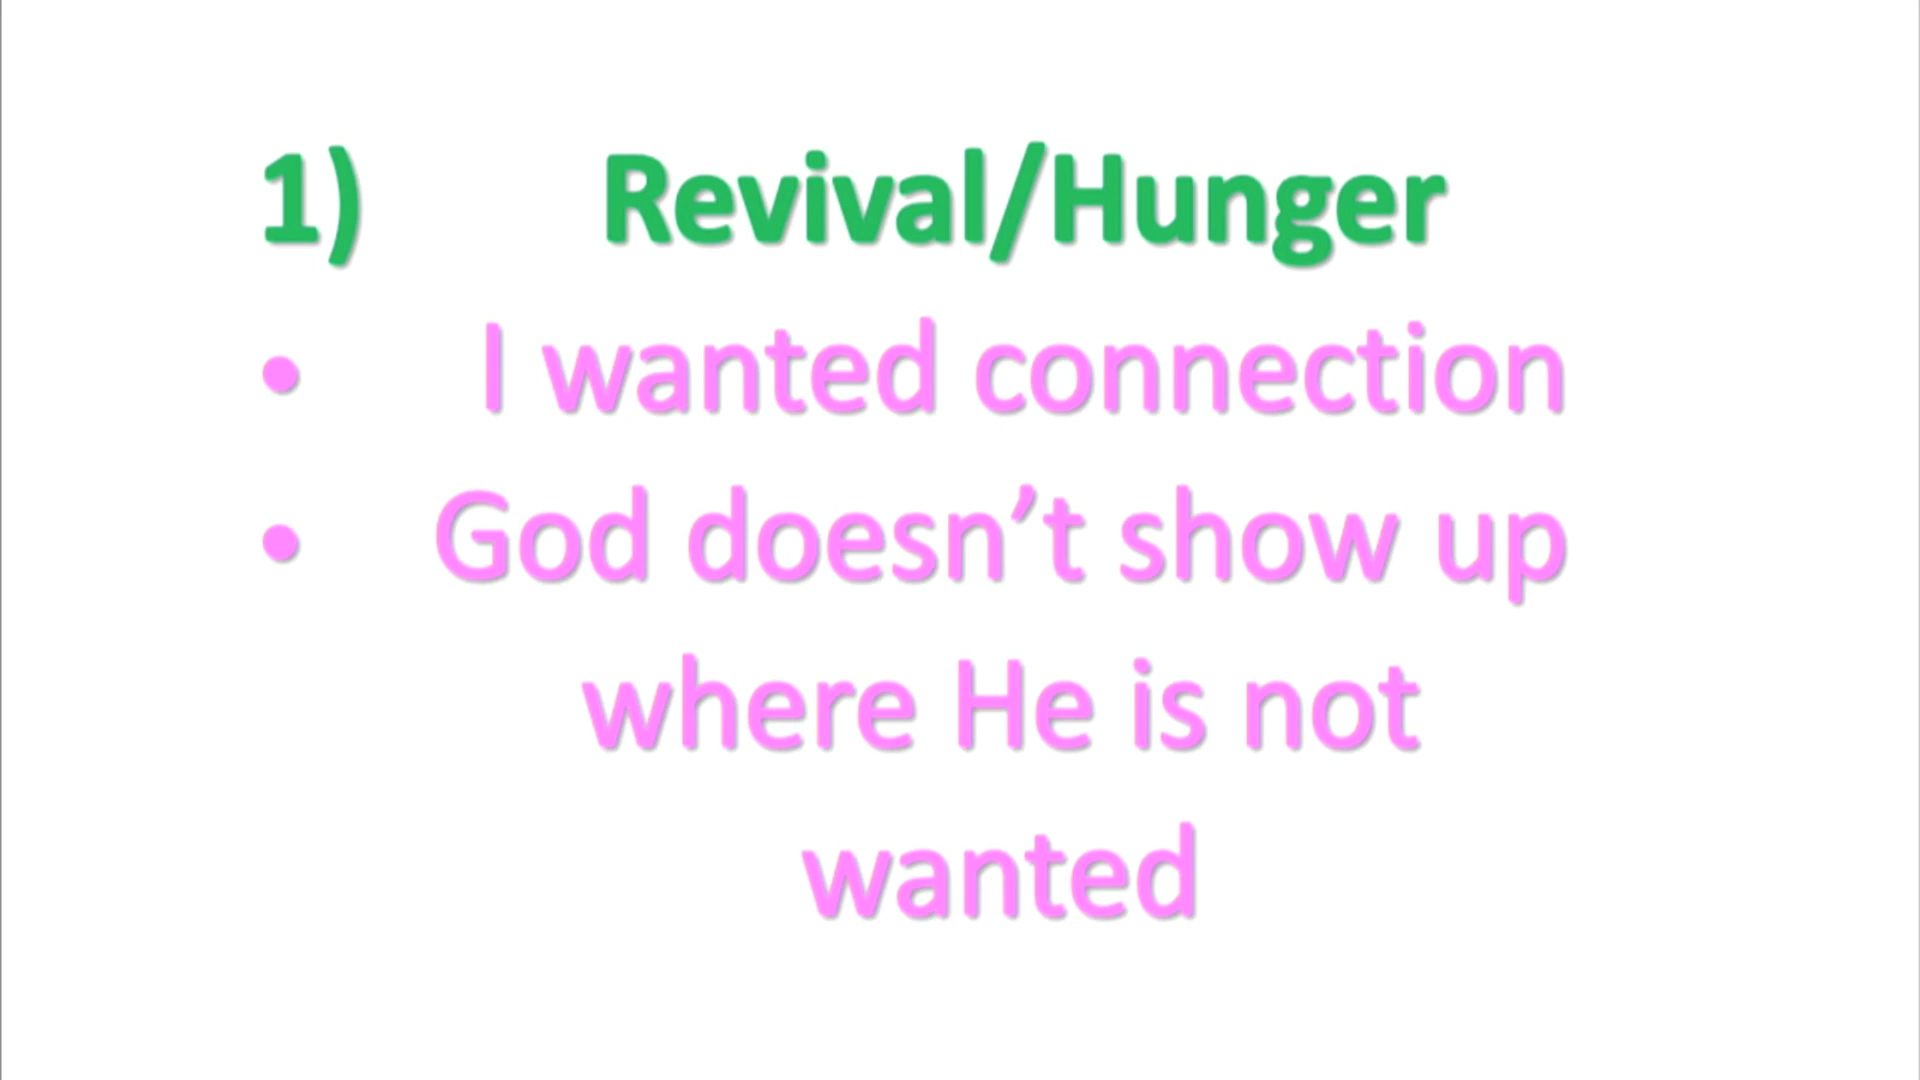 1) Revival/Hunger
• I wanted connection
• God doesn’t show up
where He is not
wanted